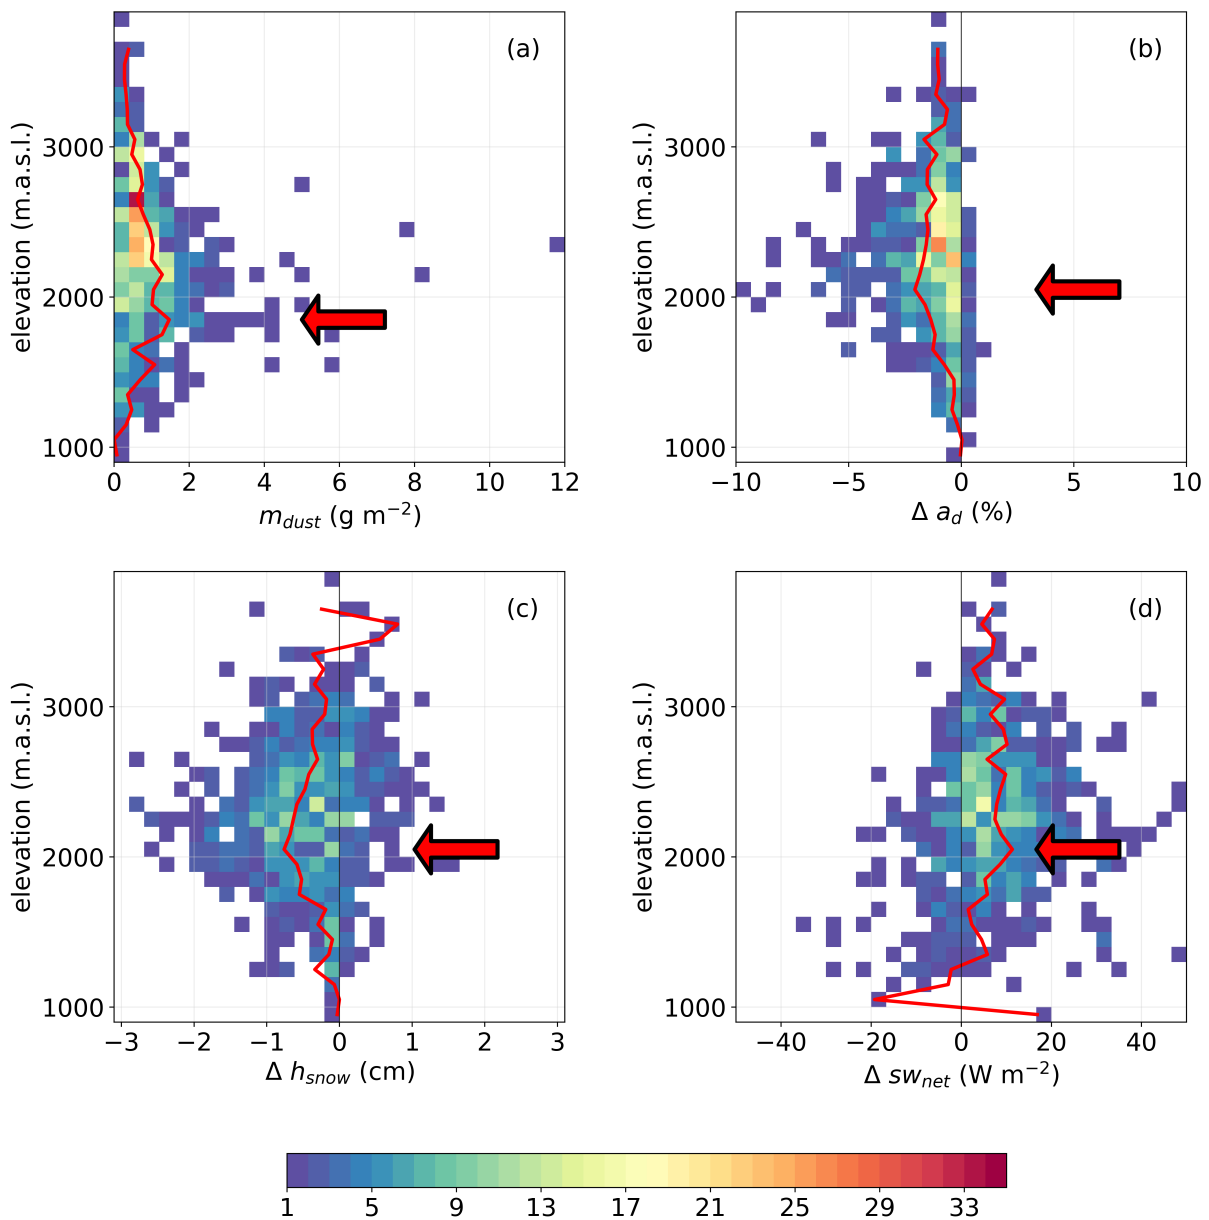 (a)
3000
2000
1000
elevation (m.a.s.l.)
0 2 4 6 8 10 12
m_dust (g m⁻²)
(b)
3000
2000
1000
elevation (m.a.s.l.)
−10 −5 0 5 10
Δ a_d (%)
(c)
3000
2000
1000
elevation (m.a.s.l.)
−3 −2 −1 0 1 2 3
Δ h_snow (cm)
(d)
3000
2000
1000
elevation (m.a.s.l.)
−40 −20 0 20 40
Δ sw_net (W m⁻²)
1 5 9 13 17 21 25 29 33